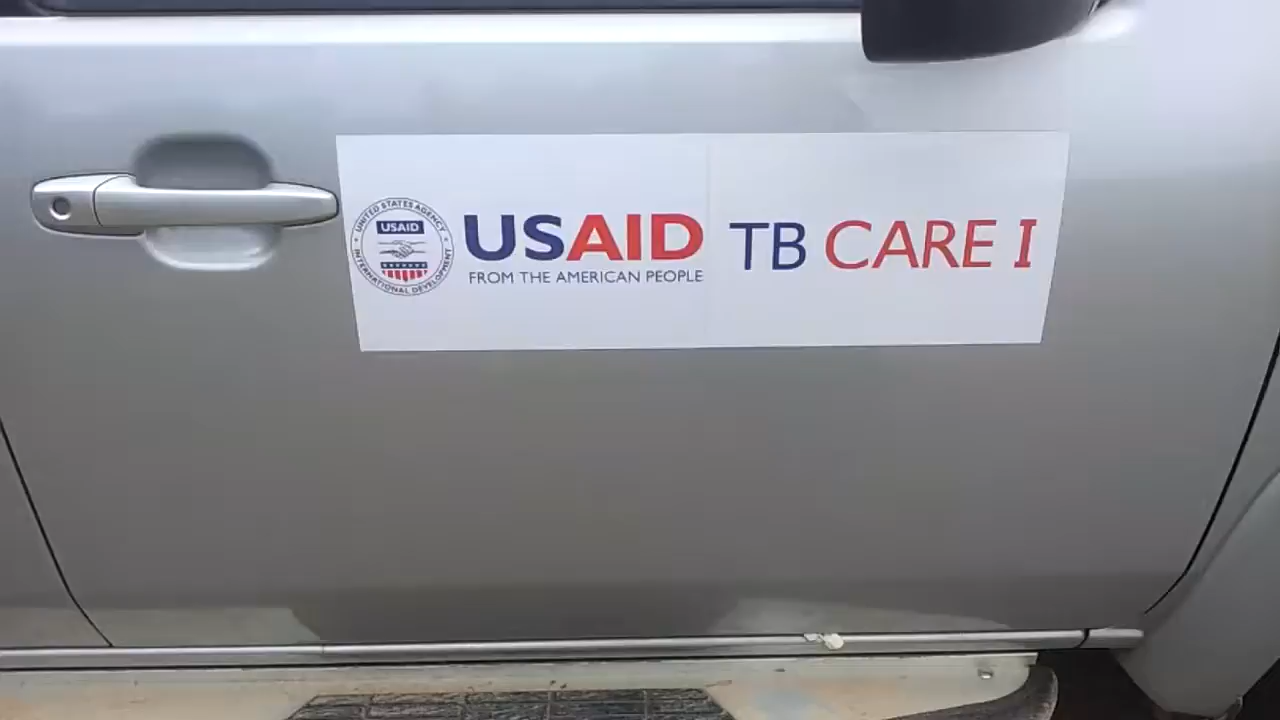 UNITED STATES AGENCY
USAID
INTERNATIONAL DEVELOPMENT
USAID
FROM THE AMERICAN PEOPLE
TB CARE I